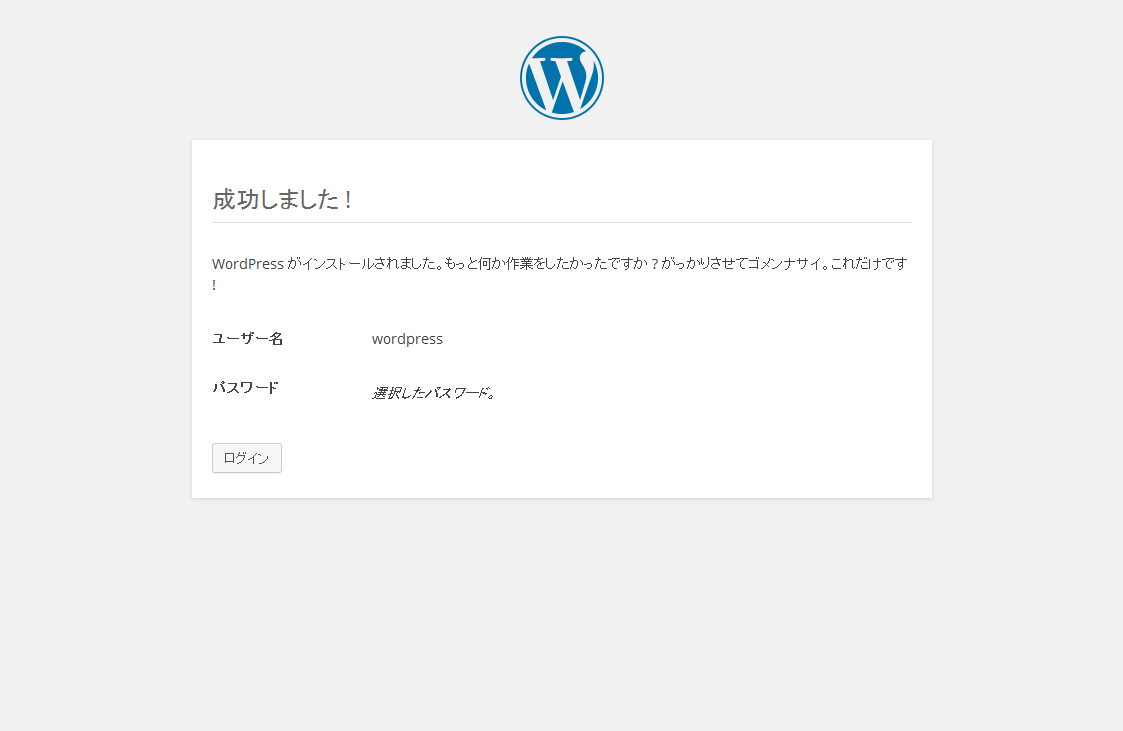 成功しました !
WordPress がインストールされました。もっと何か作業をしたかったですか ? がっかりさせてゴメンナサイ。これだけです
!
ユーザー名 wordpress
パスワード 選択したパスワード。
ログイン